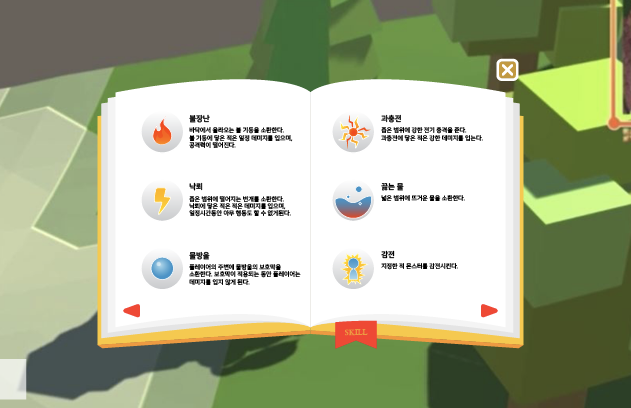 불장난
바닥에서 올라오는 불 기둥을 소환한다.
불 기둥에 닿은 적은 일정 데미지를 입으며,
공격력이 떨어진다.
낙뢰
좁은 범위에 떨어지는 번개를 소환한다.
낙뢰에 닿은 적은 적은 데미지를 입으며,
일정시간동안 아무 행동도 할 수 없게된다.
물방울
플레이어의 주변에 물방울의 보호막을
소환한다. 보호막이 적용되는 동안 플레이어는
데미지를 입지 않게 된다.
과충전
좁은 범위에 강한 전기 충격을 준다.
과충전에 닿은 적은 강한 데미지를 입는다.
끓는 물
넓은 범위에 뜨거운 물을 소환한다.
감전
지정한 적 몬스터를 감전시킨다.
SKILL